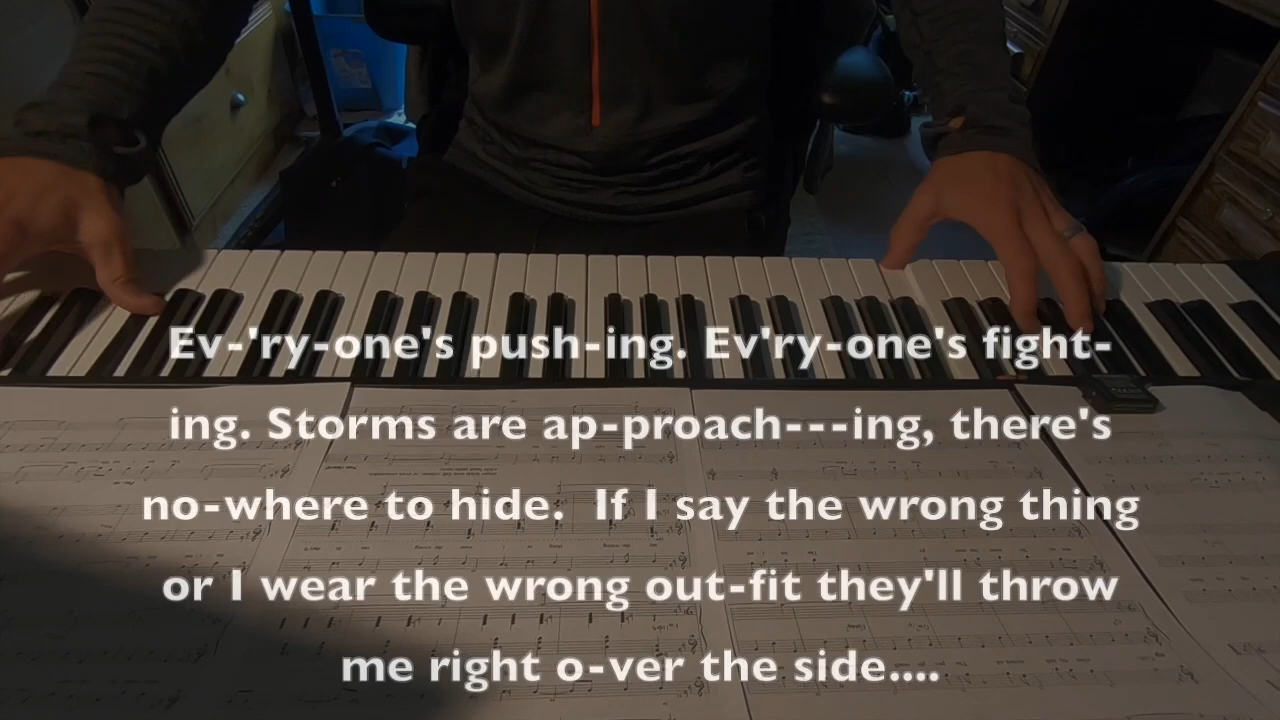 Ev-'ry-one's push-ing. Ev'ry-one's fight-
ing. Storms are ap-proach---ing, there's
no-where to hide.  If I say the wrong thing
or I wear the wrong out-fit they'll throw
me right o-ver the side....